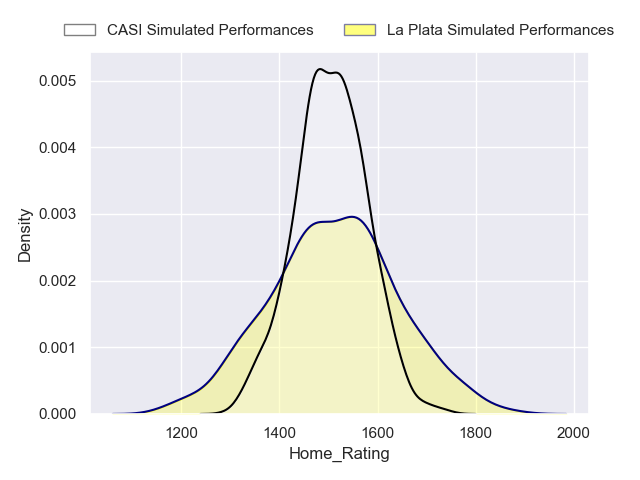 CASI Simulated Performances La Plata Simulated Performances
0.005
0.004
0.003
0.002
0.001
0.000
Density
1200 1400 1600 1800 2000
Home_Rating